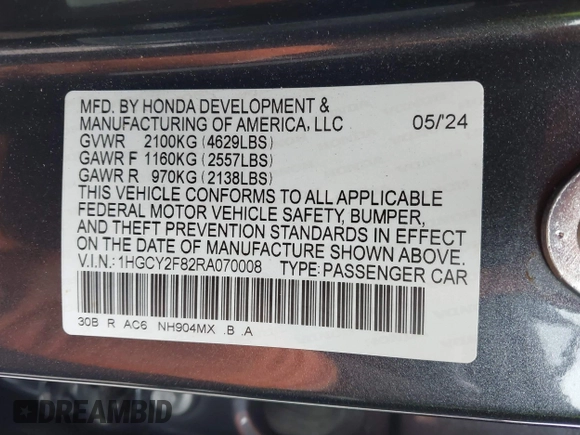 MFD. BY HONDA DEVELOPMENT &
MANUFACTURING OF AMERICA, LLC 05/'24
GVWR 2100KG (4629LBS)
GAWR F 1160KG (2557LBS)
GAWR R 970KG (2138LBS)
THIS VEHICLE CONFORMS TO ALL APPLICABLE
FEDERAL MOTOR VEHICLE SAFETY, BUMPER,
AND THEFT PREVENTION STANDARDS IN EFFECT
ON THE DATE OF MANUFACTURE SHOWN ABOVE.
V.I.N.: 1HGCY2F82RA070008 TYPE: PASSENGER CAR
30B R AC6 NH904MX .B .A
DREAMBID